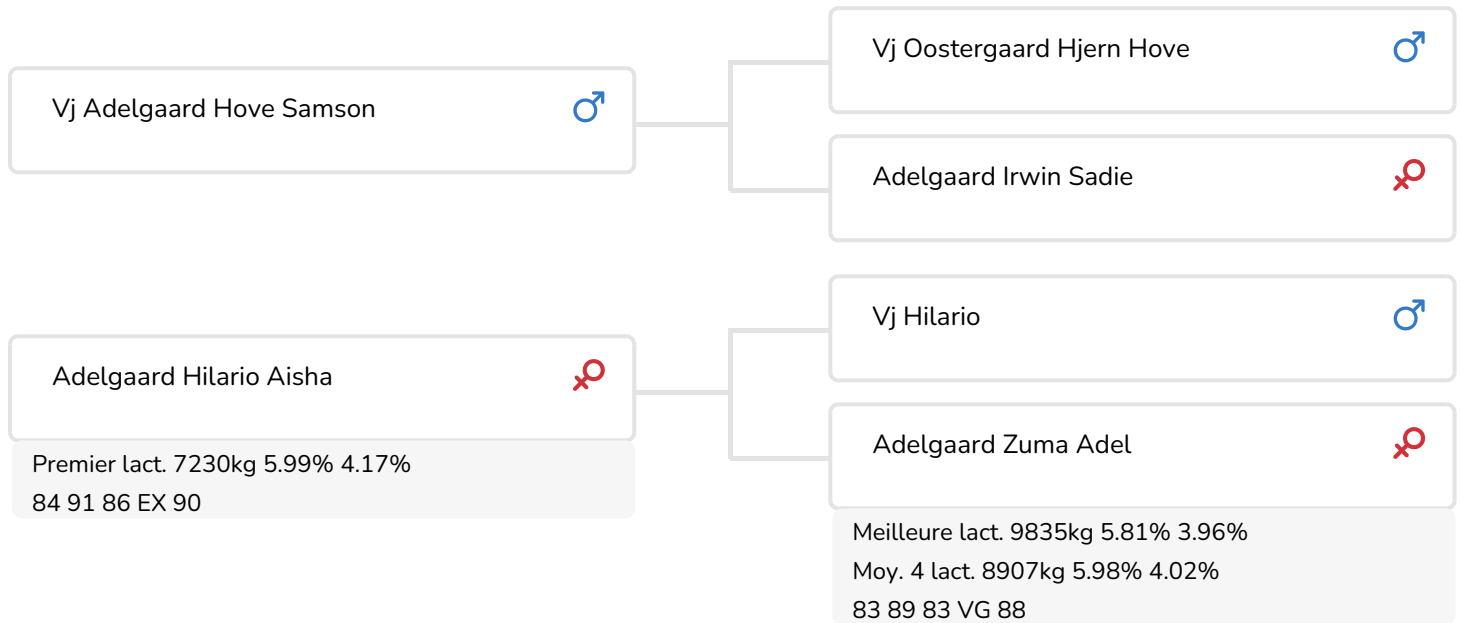 Vj Adelgaard Hove Samson
Vj Oostergaard Hjern Hove
Adelgaard Irwin Sadie
Adelgaard Hilario Aisha
Premier lact. 7230kg 5.99% 4.17%
84 91 86 EX 90
Vj Hilario
Adelgaard Zuma Adel
Meilleure lact. 9835kg 5.81% 3.96%
Moy. 4 lact. 8907kg 5.98% 4.02%
83 89 83 VG 88